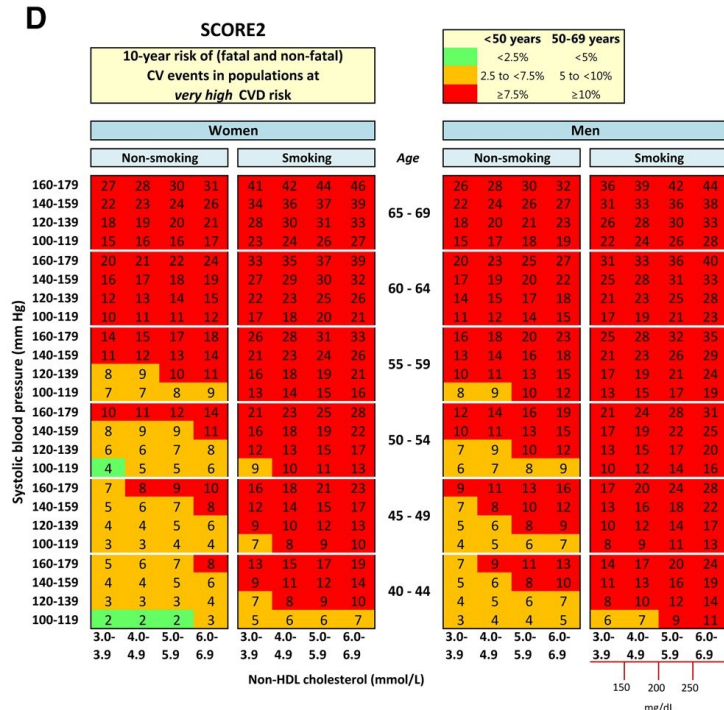 D
SCORE2
10-year risk of (fatal and non-fatal)
CV events in populations at
very high CVD risk
<50 years 50-69 years
<2.5% <5%
2.5 to <7.5% 5 to <10%
≥7.5% ≥10%
Women Men
Non-smoking Smoking Age Non-smoking Smoking
Systolic blood pressure (mm Hg)
160-179 27 28 30 31 41 42 44 46 26 28 30 32 36 39 42 44
140-159 22 23 24 26 34 36 37 39 22 24 26 27 31 33 36 38
65 - 69
120-139 18 19 20 21 28 30 31 33 18 20 21 23 26 28 30 33
100-119 15 16 16 17 23 24 26 27 15 17 18 19 22 24 26 28
160-179 20 21 22 24 33 35 37 39 20 23 25 27 31 33 36 40
140-159 16 17 18 19 27 29 30 32 17 19 20 22 25 28 31 33
60 - 64
120-139 12 13 14 15 22 23 25 26 14 15 17 18 21 23 25 28
100-119 10 11 11 12 17 18 20 21 11 12 14 15 17 19 21 23
160-179 14 15 17 18 26 28 31 33 16 18 20 23 25 28 32 35
140-159 11 12 13 14 21 23 24 26 13 14 16 18 21 23 26 29
55 - 59
120-139 8 9 10 11 16 18 19 21 10 11 13 15 17 19 21 24
100-119 7 7 8 9 13 14 15 16 8 9 10 12 13 15 17 19
160-179 10 11 12 14 21 23 25 28 12 14 16 19 21 24 28 31
140-159 8 9 9 11 16 18 19 22 10 11 13 15 17 19 22 25
50 - 54
120-139 6 6 7 8 12 13 15 17 7 9 10 12 13 15 17 20
100-119 4 5 5 6 9 10 11 13 6 7 8 9 10 12 14 16
160-179 7 8 9 10 16 18 21 23 9 11 13 16 17 20 24 28
140-159 5 6 7 8 12 14 15 17 7 8 10 12 13 16 18 22
45 - 49
120-139 4 4 5 6 9 10 12 13 5 6 8 9 10 12 14 17
100-119 3 3 4 4 7 8 9 10 4 5 6 7 8 9 11 13
160-179 5 6 7 8 13 15 17 19 7 9 11 13 14 17 20 24
140-159 4 4 5 6 9 11 12 14 5 6 8 10 11 13 16 19
40 - 44
120-139 3 3 3 4 7 8 9 10 4 5 6 7 8 10 12 14
100-119 2 2 2 3 5 6 6 7 3 4 4 5 6 7 9 11
3.0- 4.0- 5.0- 6.0- 3.0- 4.0- 5.0- 6.0- 3.0- 4.0- 5.0- 6.0- 3.0- 4.0- 5.0- 6.0-
3.9 4.9 5.9 6.9 3.9 4.9 5.9 6.9 3.9 4.9 5.9 6.9 3.9 4.9 5.9 6.9
Non-HDL cholesterol (mmol/L)
150 200 250
mg/dL